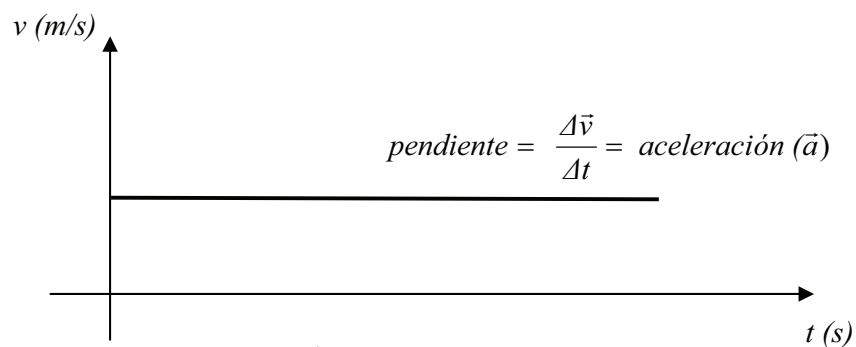 v (m/s)
pendiente = Δv⃗/Δt = aceleración (a⃗)
t (s)